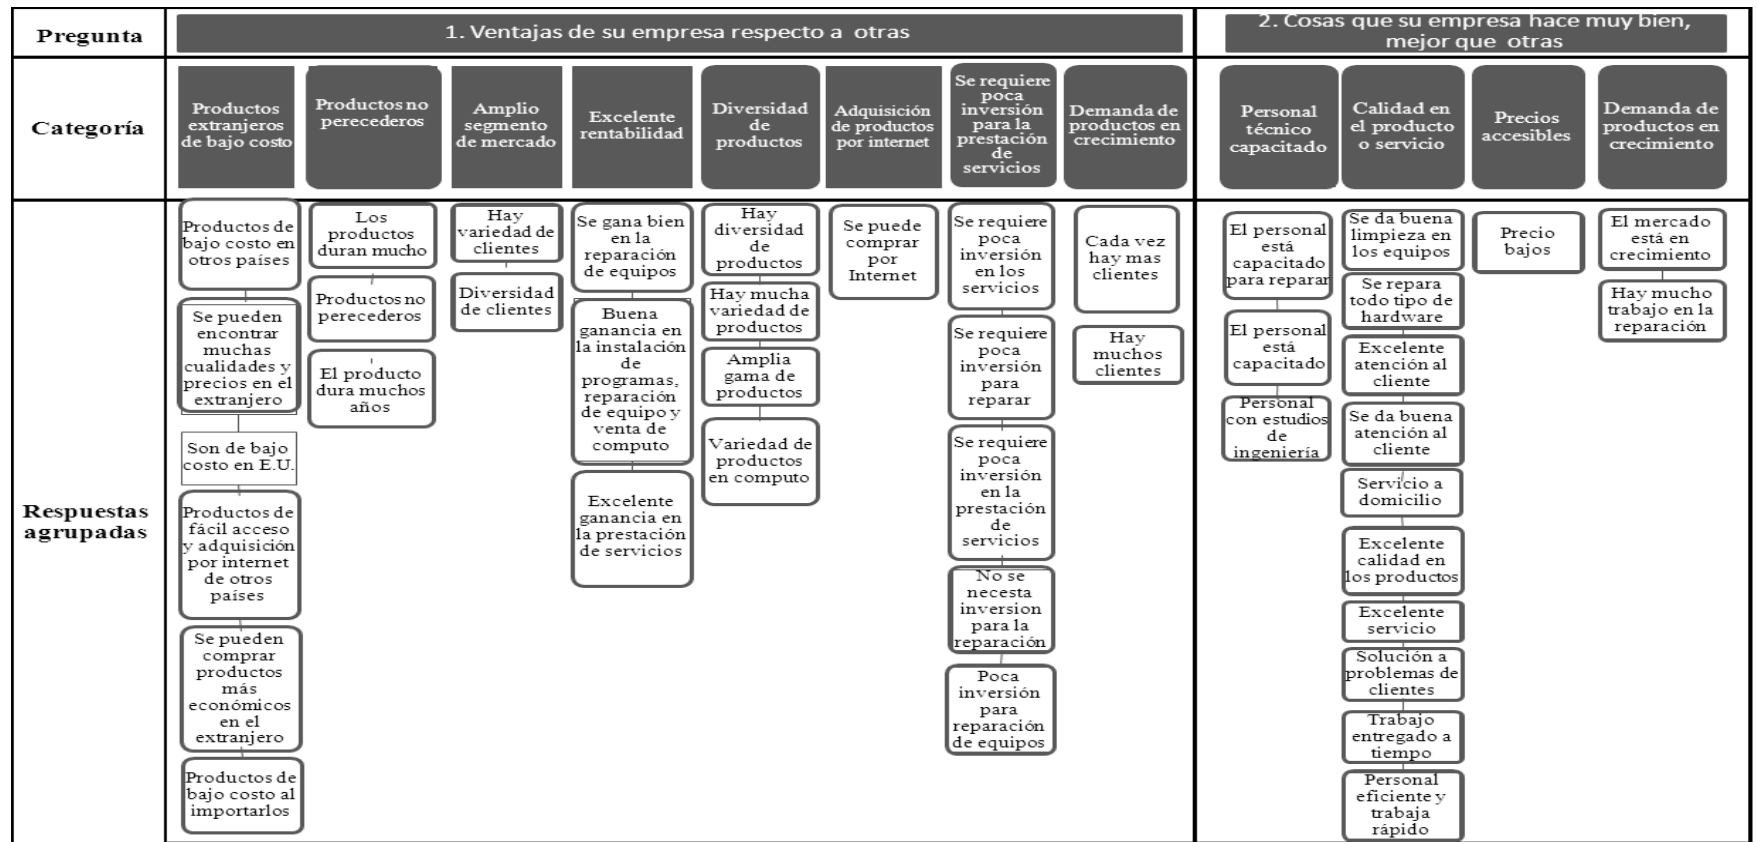 Pregunta
1. Ventajas de su empresa respecto a otras
2. Cosas que su empresa hace muy bien,
mejor que otras
Categoría
Productos
extranjeros
de bajo costo
Productos no
perecederos
Amplio
segmento
de mercado
Excelente
rentabilidad
Diversidad
de
productos
Adquisición
de productos
por internet
Se requiere
poca
inversión
para la
prestación
de
servicios
Demanda de
productos en
crecimiento
Personal
técnico
capacitado
Calidad en
el producto
o servicio
Precios
accesibles
Demanda de
productos en
crecimiento
Respuestas
agrupadas
Productos de
bajo costo en
otros países
Se pueden
encontrar
muchas
cualidades y
precios en el
extranjero
Son de bajo
costo en E.U.
Productos de
fácil acceso
y adquisición
por internet
de otros
países
Se pueden
comprar
productos
más
económicos
en el
extranjero
Productos de
bajo costo al
importarlos
Los
productos
duran mucho
Productos no
perecederos
El producto
dura muchos
años
Hay
variedad de
clientes
Diversidad
de clientes
Se gana bien
en la
reparación
de equipos
Buena
ganancia en
la instalación
de
programas,
reparación
de equipo y
venta de
computo
Excelente
ganancia en
la prestación
de servicios
Hay
diversidad
de
productos
Hay mucha
variedad de
productos
Amplia
gama de
productos
Variedad de
productos
en computo
Se puede
comprar
por
Internet
Se requiere
poca
inversión
en los
servicios
Se requiere
poca
inversión
para
reparar
Se requiere
poca
inversión
en la
prestación
de
servicios
No se
necesta
inversion
para la
reparación
Poca
inversión
para
reparación
de equipos
Cada vez
hay mas
clientes
Hay
muchos
clientes
El personal
está
capacitado
para reparar
El personal
está
capacitado
Personal
con estudios
de
ingeniería
Se da buena
limpieza en
los equipos
Se repara
todo tipo de
hardware
Excelente
atención al
cliente
Se da buena
atención al
cliente
Servicio a
domicilio
Excelente
calidad en
los productos
Excelente
servicio
Solución a
problemas de
clientes
Trabajo
entregado a
tiempo
Personal
eficiente y
trabaja
rápido
Precio
bajos
El mercado
está en
crecimiento
Hay mucho
trabajo en la
reparación